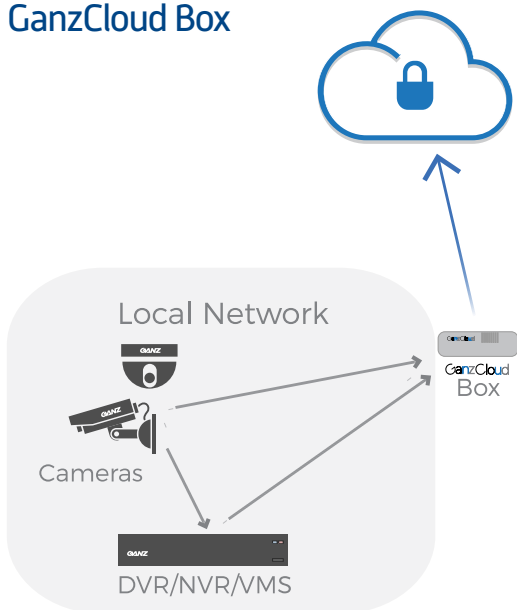 GanzCloud Box
Local Network
GANZ
GanzCloud
GanzCloud
Box
GANZ
Cameras
GANZ
DVR/NVR/VMS